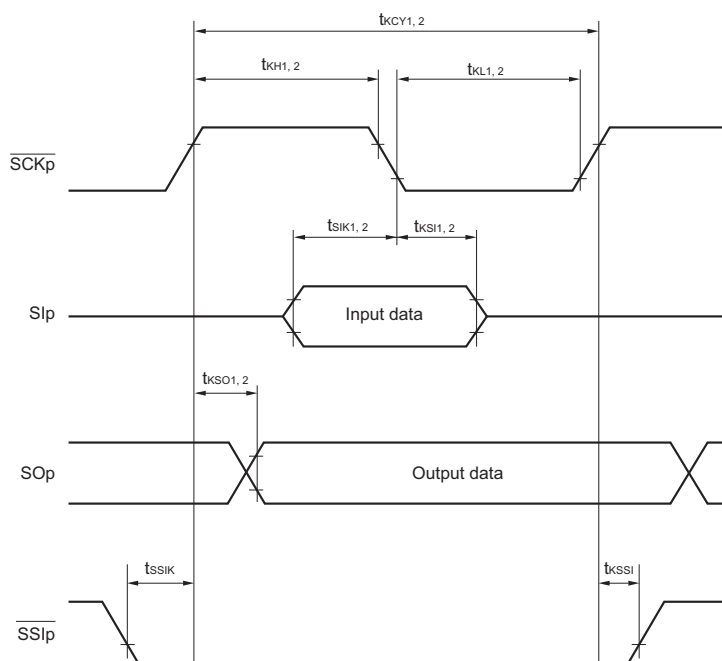 tKCY1, 2
tKH1, 2
tKL1, 2
SCKp
tSIK1, 2
tKSI1, 2
SIp
Input data
tKSO1, 2
SOp
Output data
tSSIK
tKSSI
SSIp